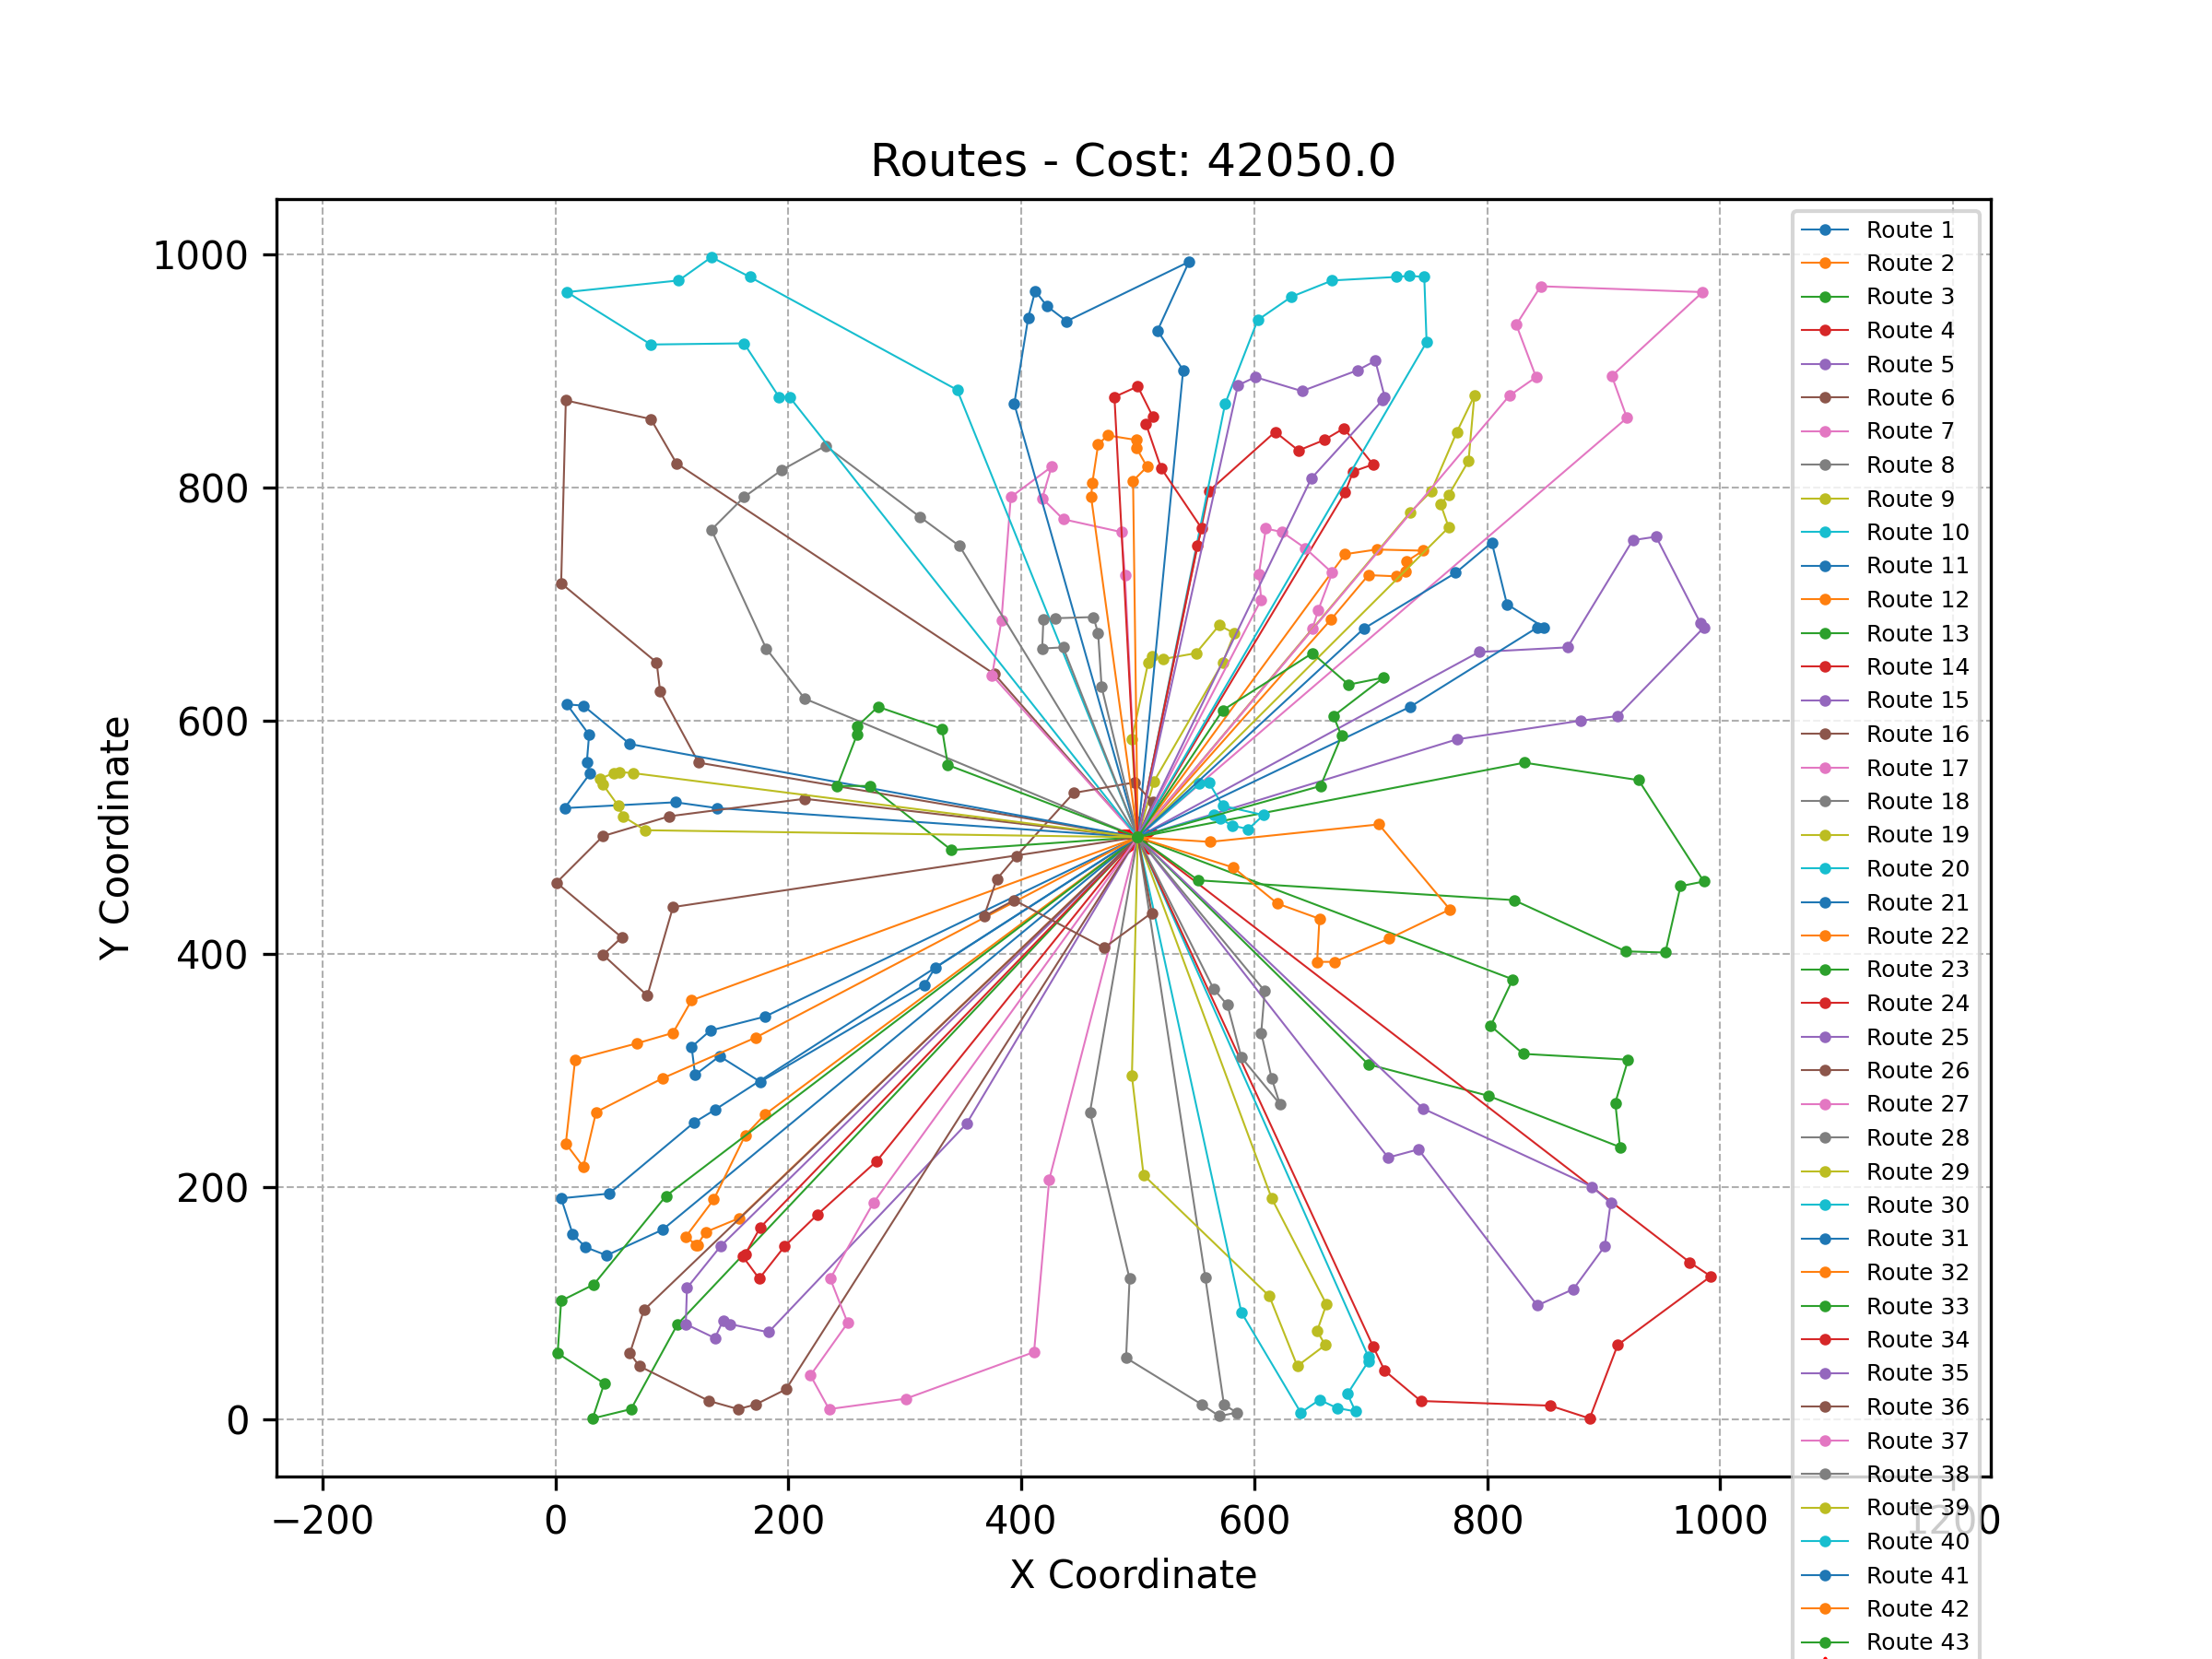 Routes - Cost: 42050.0
Y Coordinate
1000
800
600
400
200
0
−200
0
200
400
600
800
1000
1200
X Coordinate
Route 1
Route 2
Route 3
Route 4
Route 5
Route 6
Route 7
Route 8
Route 9
Route 10
Route 11
Route 12
Route 13
Route 14
Route 15
Route 16
Route 17
Route 18
Route 19
Route 20
Route 21
Route 22
Route 23
Route 24
Route 25
Route 26
Route 27
Route 28
Route 29
Route 30
Route 31
Route 32
Route 33
Route 34
Route 35
Route 36
Route 37
Route 38
Route 39
Route 40
Route 41
Route 42
Route 43